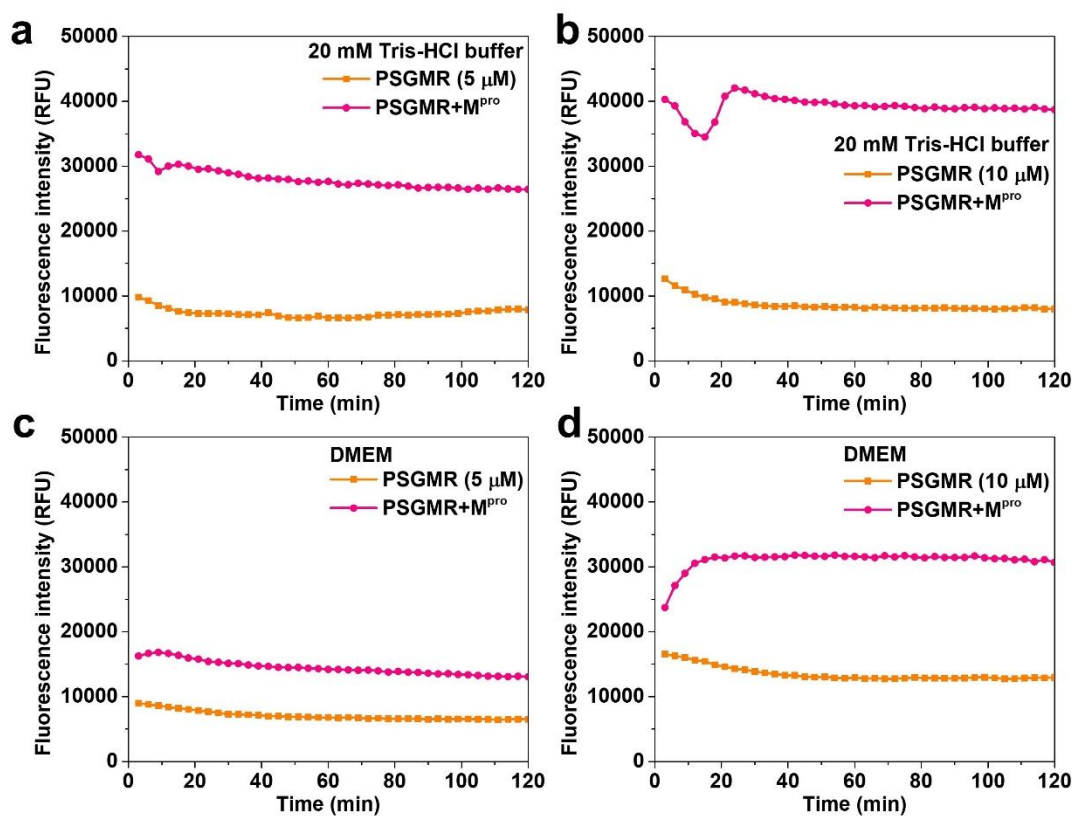 a
50000
40000
30000
20000
10000
0
Fluorescence intensity (RFU)
20 mM Tris-HCl buffer
PSGMR (5 μM)
PSGMR+Mᵖʳᵒ
0 20 40 60 80 100 120
Time (min)
b
50000
40000
30000
20000
10000
0
Fluorescence intensity (RFU)
20 mM Tris-HCl buffer
PSGMR (10 μM)
PSGMR+Mᵖʳᵒ
0 20 40 60 80 100 120
Time (min)
c
50000
40000
30000
20000
10000
0
Fluorescence intensity (RFU)
DMEM
PSGMR (5 μM)
PSGMR+Mᵖʳᵒ
0 20 40 60 80 100 120
Time (min)
d
50000
40000
30000
20000
10000
0
Fluorescence intensity (RFU)
DMEM
PSGMR (10 μM)
PSGMR+Mᵖʳᵒ
0 20 40 60 80 100 120
Time (min)